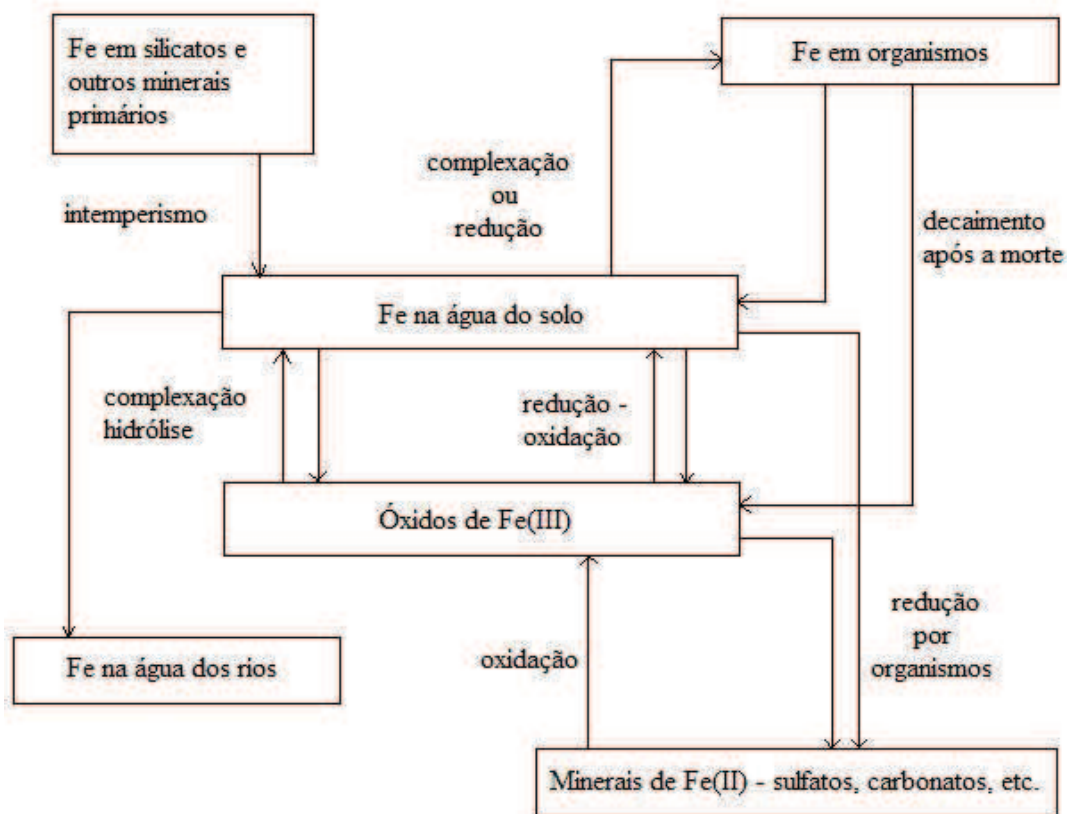 Fe em silicatos e
outros minerais
primários
Fe em organismos
complexação
ou
redução
intemperismo
decaimento
após a morte
Fe na água do solo
complexação
hidrólise
redução -
oxidação
Óxidos de Fe(III)
redução
por
organismos
oxidação
Fe na água dos rios
Minerais de Fe(II) - sulfatos, carbonatos, etc.